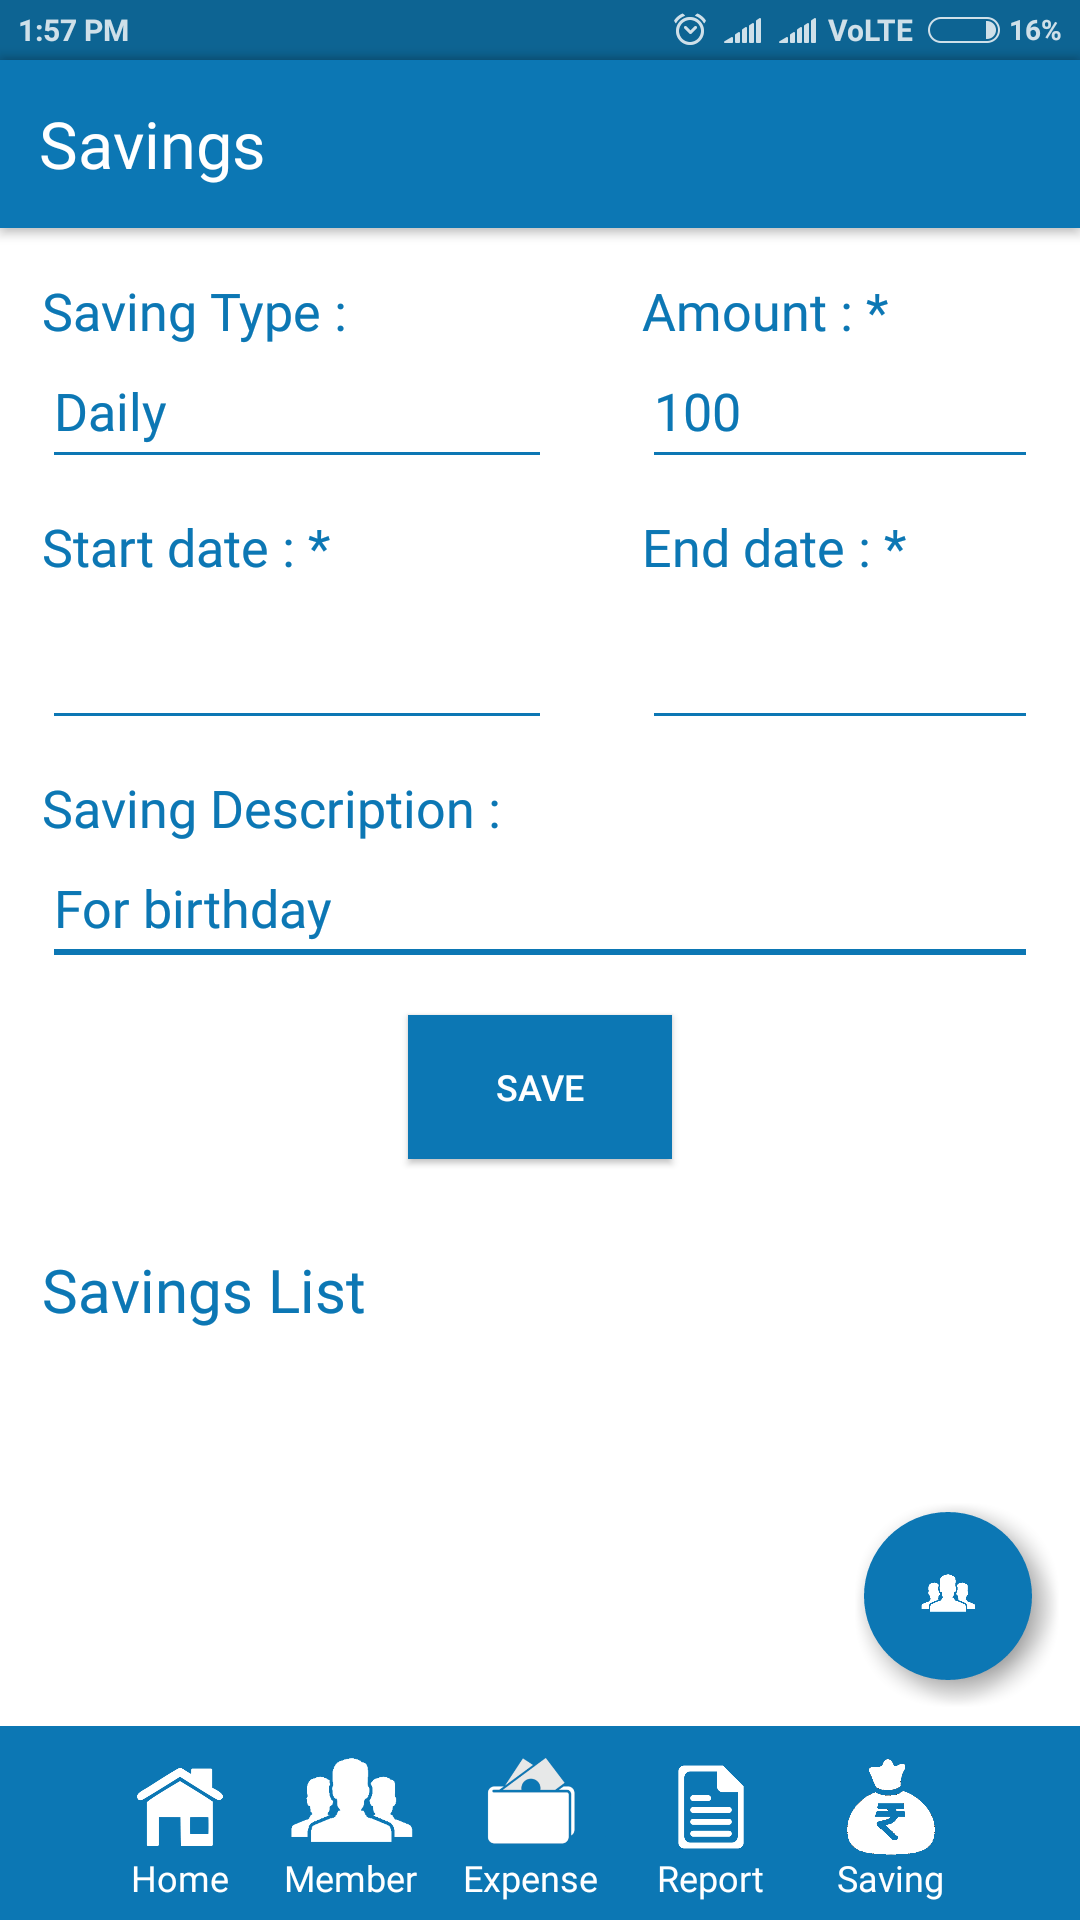 1:57 PM VoLTE 16%
Savings
Saving Type : Amount : *
Daily 100
Start date : * End date : *
Saving Description :
For birthday
SAVE
Savings List
Home Member Expense Report Saving